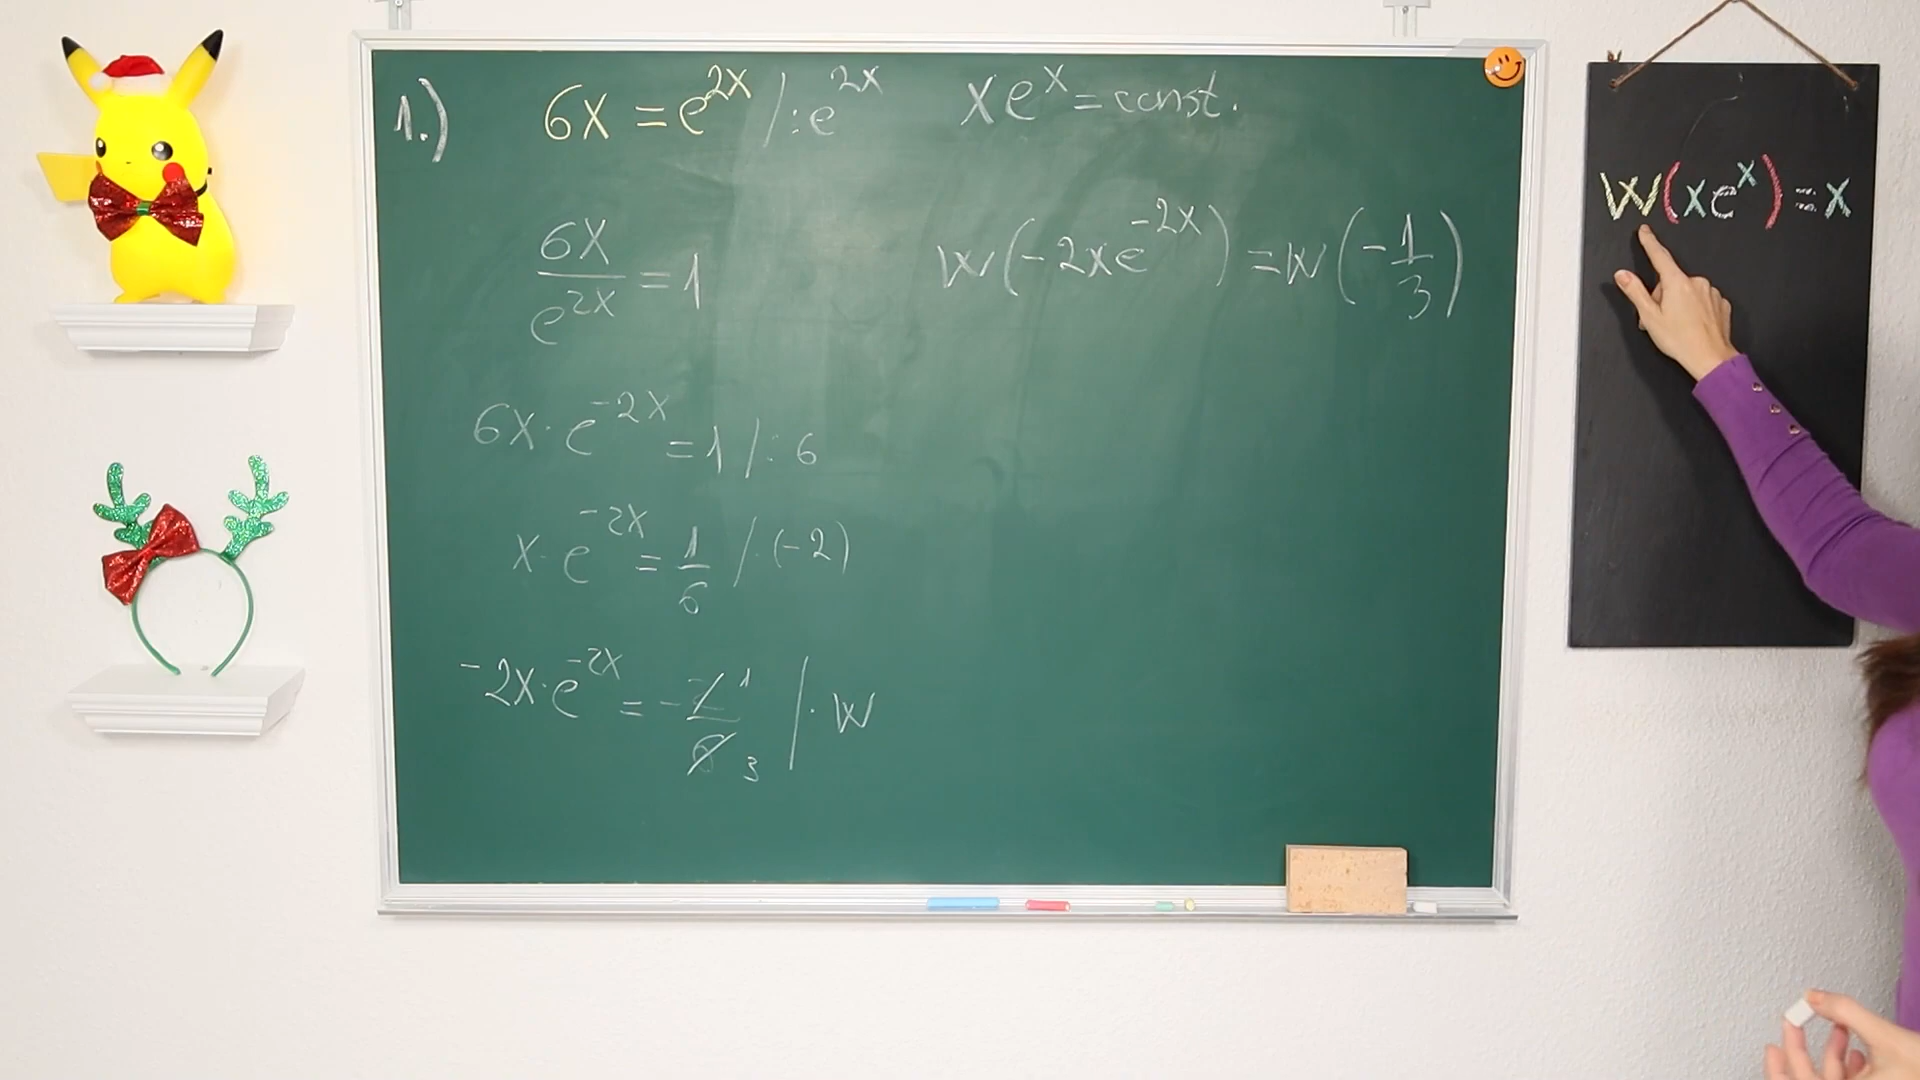 1.) 6x = e^{2x} / : e^{2x}
xe^x = const.
6x / e^{2x} = 1
6x · e^{-2x} = 1 / : 6
x · e^{-2x} = 1/6 / · (-2)
-2x · e^{-2x} = - 2 1 / 6 3 / · W
W(-2xe^{-2x}) = W(-1/3)
W(xe^x) = x